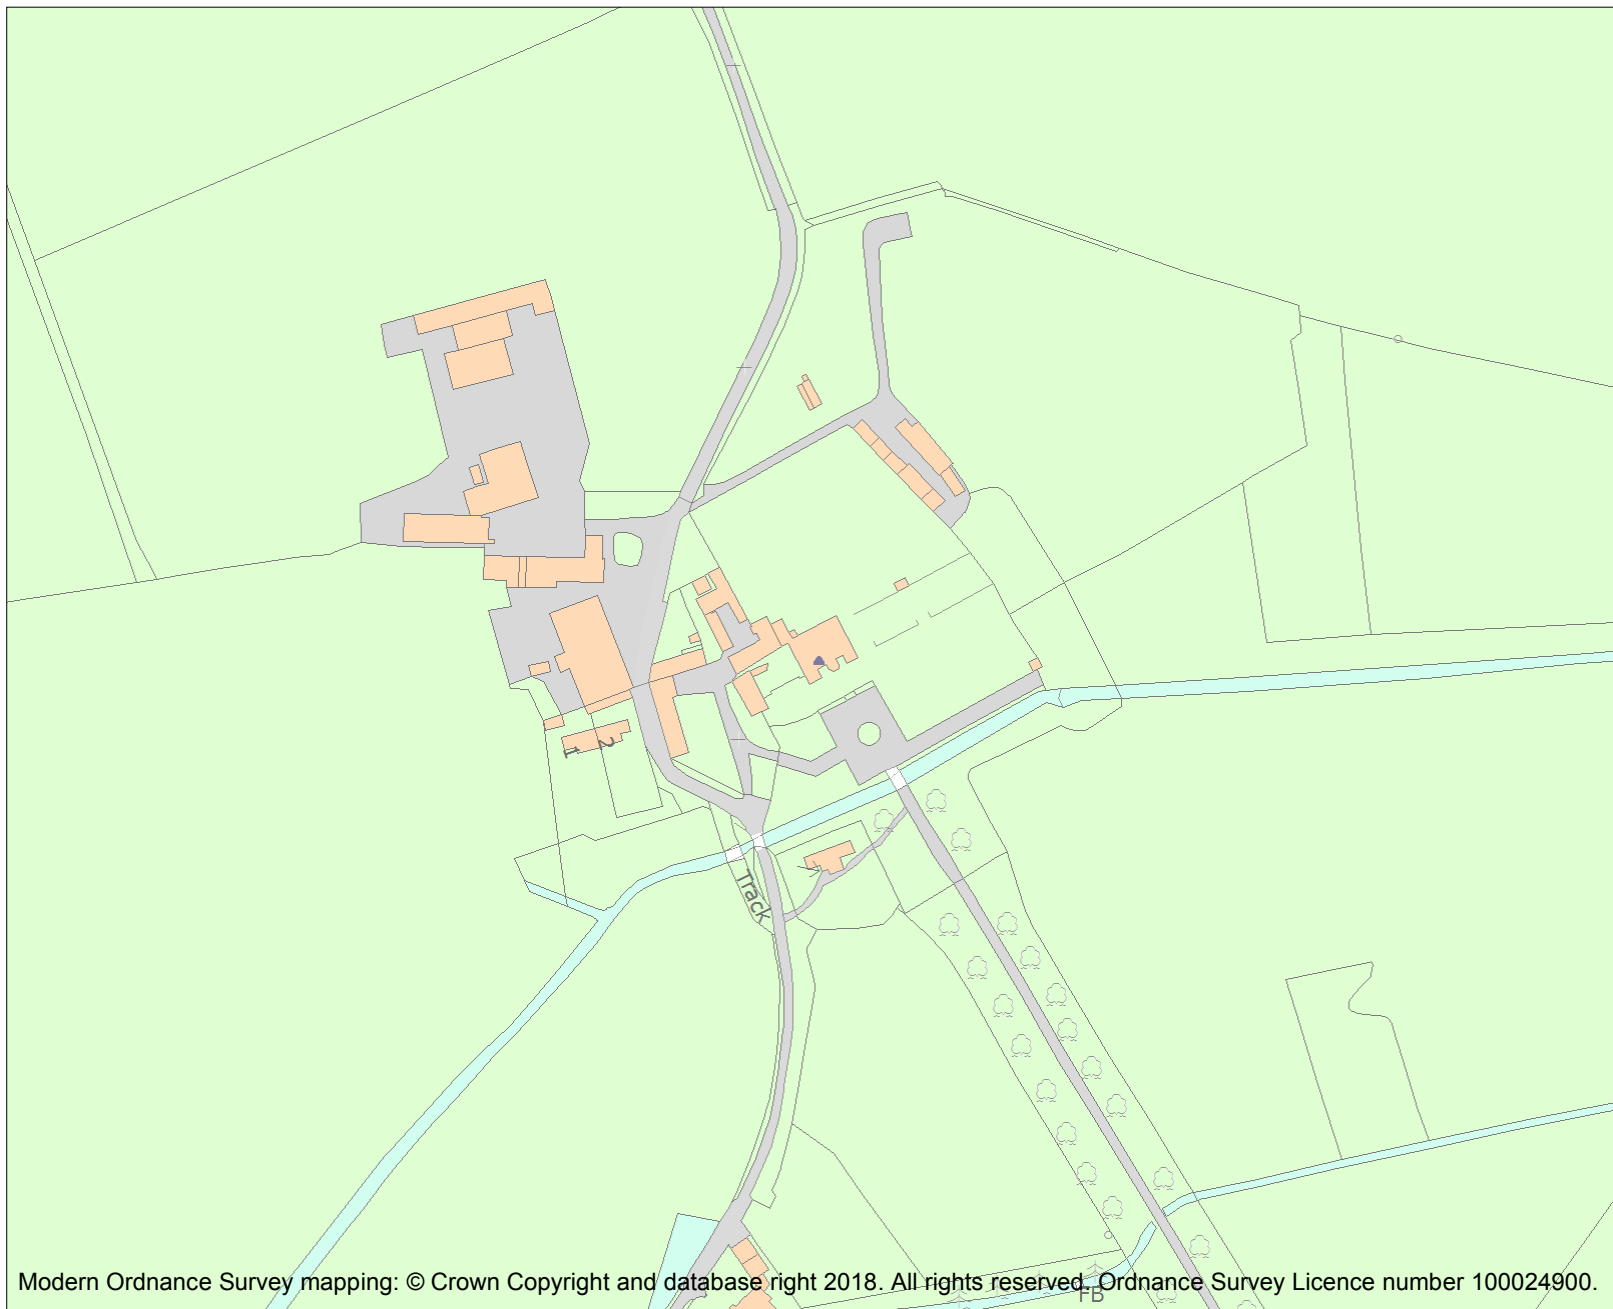 2
1
Track
FB
Modern Ordnance Survey mapping: © Crown Copyright and database right 2018. All rights reserved. Ordnance Survey Licence number 100024900.